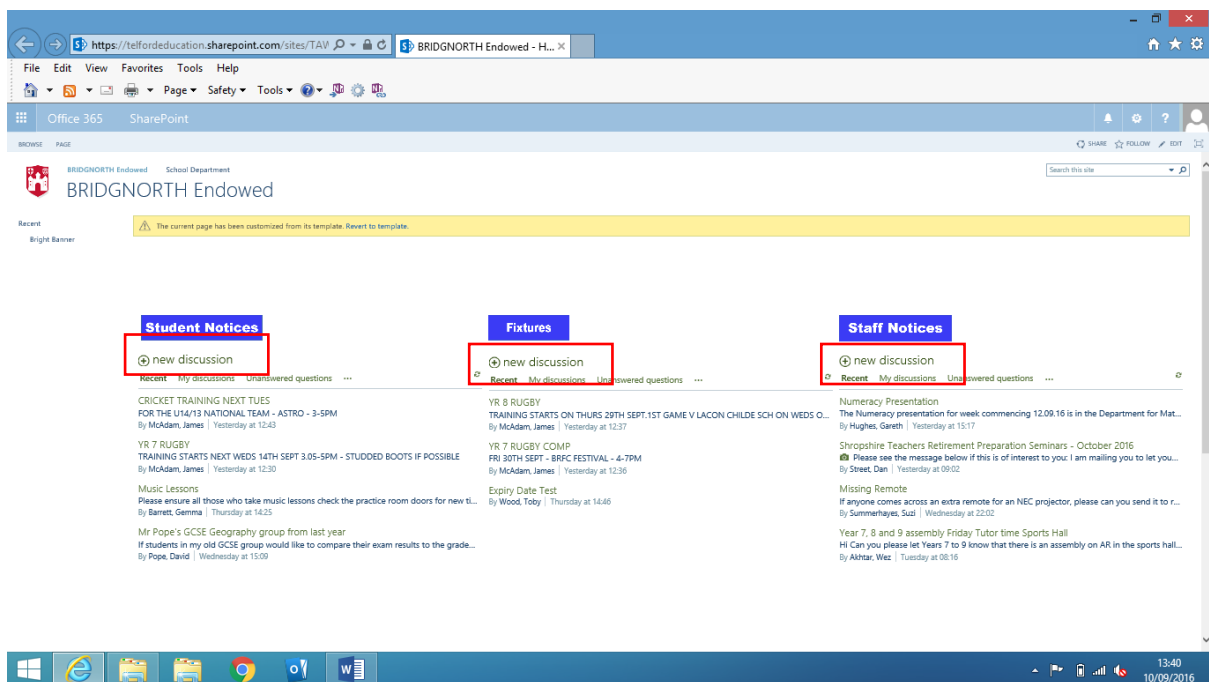 https://telfordeducation.sharepoint.com/sites/TAW
BRIDGNORTH Endowed - H...
File Edit View Favorites Tools Help
Page Safety Tools
Office 365 SharePoint
BROWSE PAGE
SHARE FOLLOW EDIT
BRIDGNORTH Endowed School Department
BRIDGNORTH Endowed
Search this site
Recent
Bright Banner
The current page has been customized from its template. Revert to template.
Student Notices
new discussion
Recent My discussions Unanswered questions ...
CRICKET TRAINING NEXT TUES
FOR THE U14/13 NATIONAL TEAM - ASTRO - 3-5PM
By McAdam, James Yesterday at 12:43
YR 7 RUGBY
TRAINING STARTS NEXT WEDS 14TH SEPT 3.05-5PM - STUDDED BOOTS IF POSSIBLE
By McAdam, James Yesterday at 12:30
Music Lessons
Please ensure all those who take music lessons check the practice room doors for new ti...
By Barrett, Gemma Thursday at 14:25
Mr Pope's GCSE Geography group from last year
If students in my old GCSE group would like to compare their exam results to the grade...
By Pope, David Wednesday at 15:09
Fixtures
new discussion
Recent My discussions Unanswered questions ...
YR 8 RUGBY
TRAINING STARTS ON THURS 29TH SEPT.1ST GAME V LACON CHILDE SCH ON WEDS O...
By McAdam, James Yesterday at 12:37
YR 7 RUGBY COMP
FRI 30TH SEPT - BRFC FESTIVAL - 4-7PM
By McAdam, James Yesterday at 12:36
Expiry Date Test
By Wood, Toby Thursday at 14:46
Staff Notices
new discussion
Recent My discussions Unanswered questions ...
Numeracy Presentation
The Numeracy presentation for week commencing 12.09.16 is in the Department for Mat...
By Hughes, Gareth Yesterday at 15:17
Shropshire Teachers Retirement Preparation Seminars - October 2016
Please see the message below if this is of interest to you: I am mailing you to let you...
By Street, Dan Yesterday at 09:02
Missing Remote
If anyone comes across an extra remote for an NEC projector, please can you send it to r...
By Summerhayes, Suzi Wednesday at 22:02
Year 7, 8 and 9 assembly Friday Tutor time Sports Hall
Hi Can you please let Years 7 to 9 know that there is an assembly on AR in the sports hall...
By Akhtar, Wez Tuesday at 08:16
13:40
10/09/2016